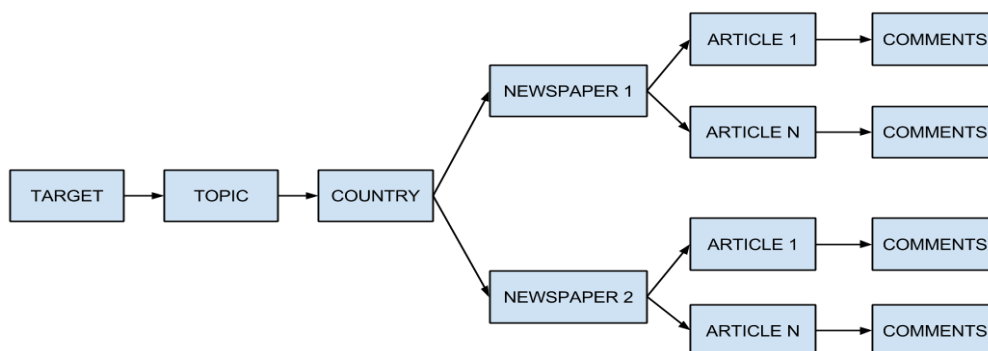 ARTICLE 1
COMMENTS
NEWSPAPER 1
ARTICLE N
COMMENTS
TARGET
TOPIC
COUNTRY
ARTICLE 1
COMMENTS
NEWSPAPER 2
ARTICLE N
COMMENTS